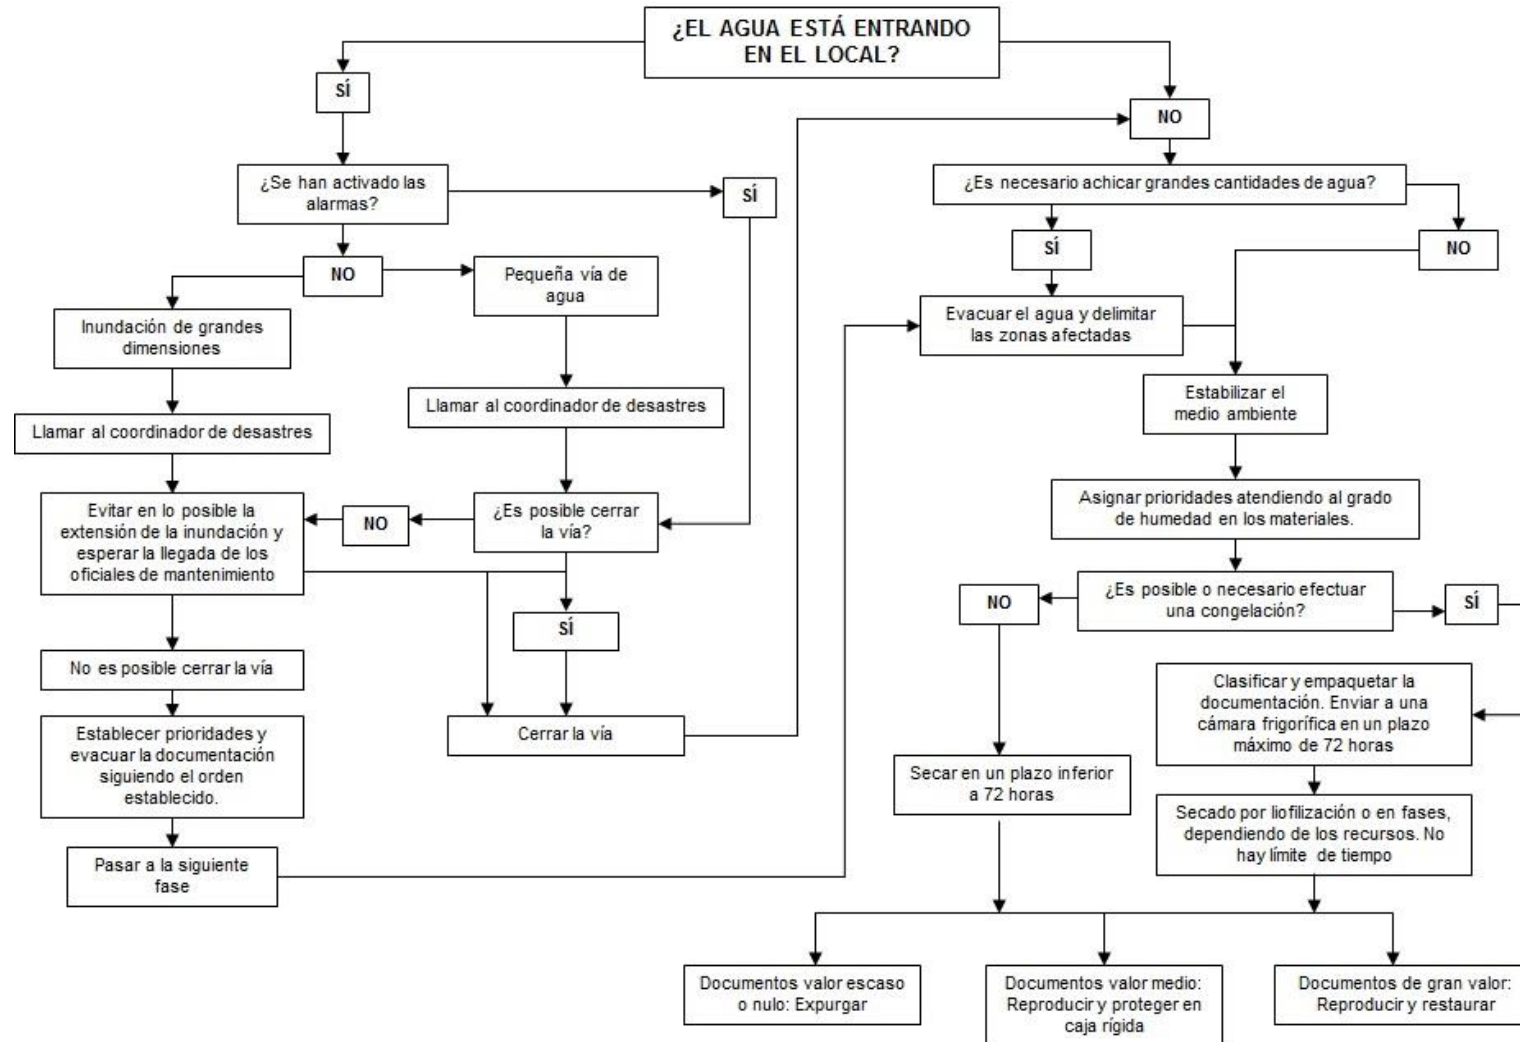 ¿EL AGUA ESTÁ ENTRANDO
EN EL LOCAL?
SÍ
NO
¿Se han activado las
alarmas?
SÍ
¿Es necesario achicar grandes cantidades de agua?
SÍ
NO
NO
Pequeña vía de
agua
Inundación de grandes
dimensiones
Evacuar el agua y delimitar
las zonas afectadas
Llamar al coordinador de desastres
Llamar al coordinador de desastres
Estabilizar el
medio ambiente
Evitar en lo posible la
extensión de la inundación y
esperar la llegada de los
oficiales de mantenimiento
NO
¿Es posible cerrar
la vía?
Asignar prioridades atendiendo al grado
de humedad en los materiales.
SÍ
NO
¿Es posible o necesario efectuar
una congelación?
SÍ
No es posible cerrar la vía
Establecer prioridades y
evacuar la documentación
siguiendo el orden
establecido.
Cerrar la vía
Clasificar y empaquetar la
documentación. Enviar a una
cámara frigorífica en un plazo
máximo de 72 horas
Secar en un plazo inferior
a 72 horas
Secado por liofilización o en fases,
dependiendo de los recursos. No
hay límite de tiempo
Pasar a la siguiente
fase
Documentos valor escaso
o nulo: Expurgar
Documentos valor medio:
Reproducir y proteger en
caja rígida
Documentos de gran valor:
Reproducir y restaurar